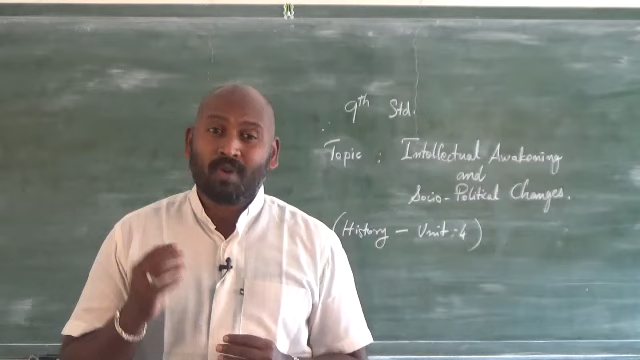 9th Std.
Topic : Intellectual Awakening
and
Socio-Political Changes.
(History - Unit:4)